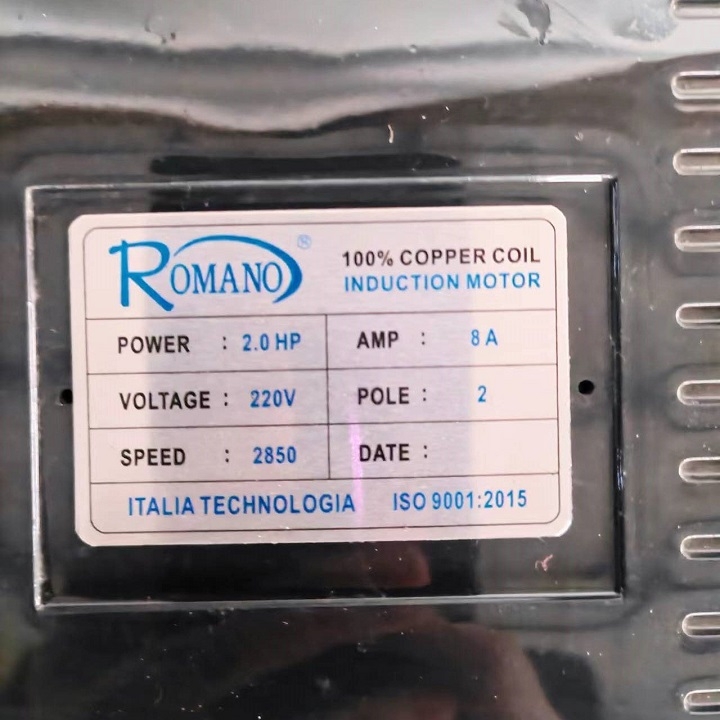 ROMANO ®
100% COPPER COIL
INDUCTION MOTOR
POWER : 2.0 HP
AMP : 8 A
VOLTAGE : 220V
POLE : 2
SPEED : 2850
DATE :
ITALIA TECHNOLOGIA ISO 9001:2015